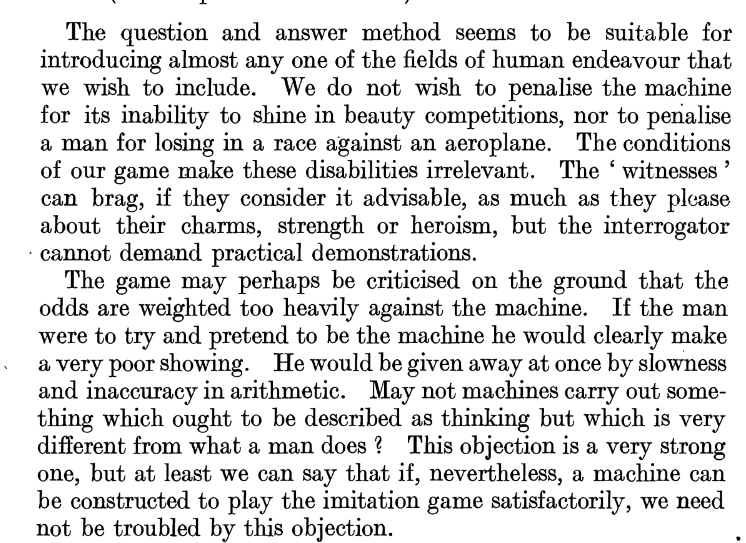 The question and answer method seems to be suitable for
introducing almost any one of the fields of human endeavour that
we wish to include. We do not wish to penalise the machine
for its inability to shine in beauty competitions, nor to penalise
a man for losing in a race against an aeroplane. The conditions
of our game make these disabilities irrelevant. The ‘ witnesses ’
can brag, if they consider it advisable, as much as they please
about their charms, strength or heroism, but the interrogator
cannot demand practical demonstrations.
The game may perhaps be criticised on the ground that the
odds are weighted too heavily against the machine. If the man
were to try and pretend to be the machine he would clearly make
a very poor showing. He would be given away at once by slowness
and inaccuracy in arithmetic. May not machines carry out some-
thing which ought to be described as thinking but which is very
different from what a man does ? This objection is a very strong
one, but at least we can say that if, nevertheless, a machine can
be constructed to play the imitation game satisfactorily, we need
not be troubled by this objection.